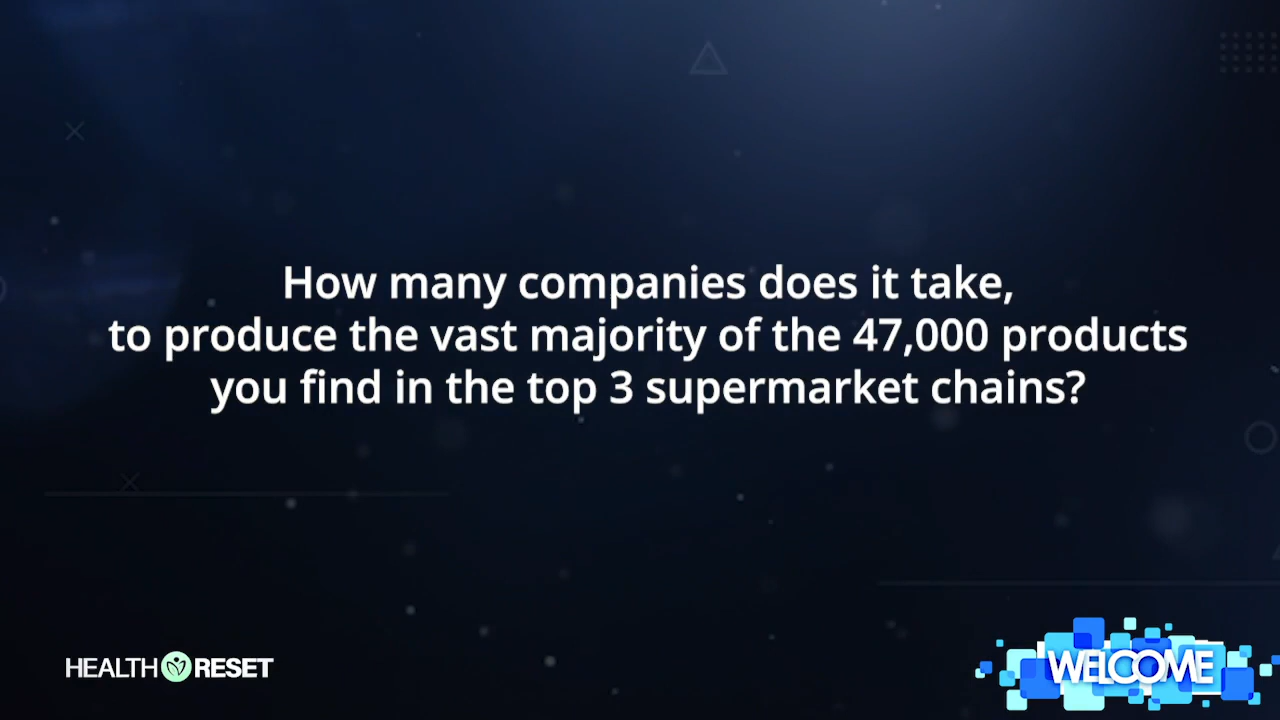 How many companies does it take,
to produce the vast majority of the 47,000 products
you find in the top 3 supermarket chains?
HEALTH RESET
WELCOME